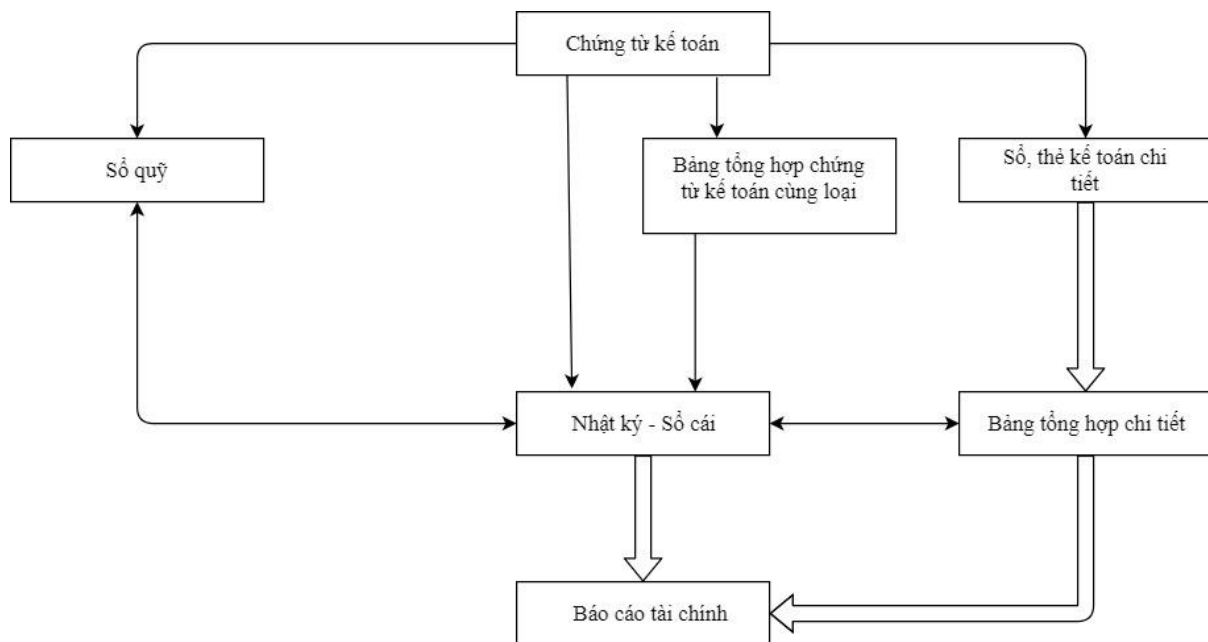 Chứng từ kế toán
Sổ quỹ
Bảng tổng hợp chứng
từ kế toán cùng loại
Sổ, thẻ kế toán chi
tiết
Nhật ký - Sổ cái
Bảng tổng hợp chi tiết
Báo cáo tài chính